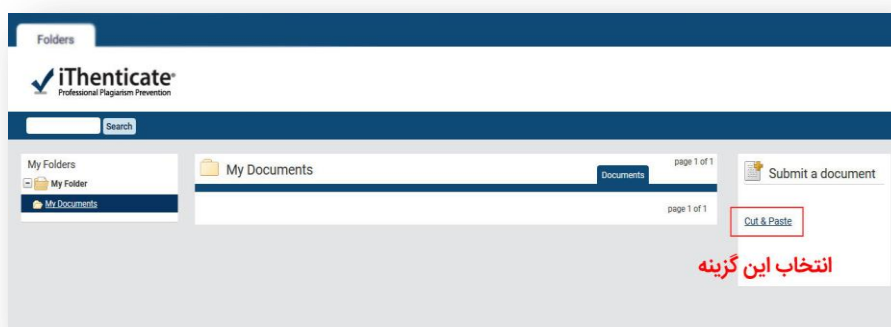 Folders
iThenticate®
Professional Plagiarism Prevention
Search
My Folders
My Folder
My Documents
My Documents
Documents
page 1 of 1
page 1 of 1
Submit a document
Cut & Paste
انتخاب این گزینه